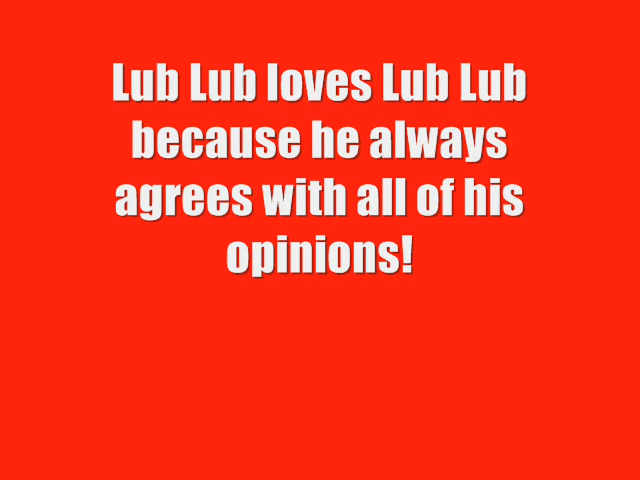 Lub Lub loves Lub Lub
because he always
agrees with all of his
opinions!